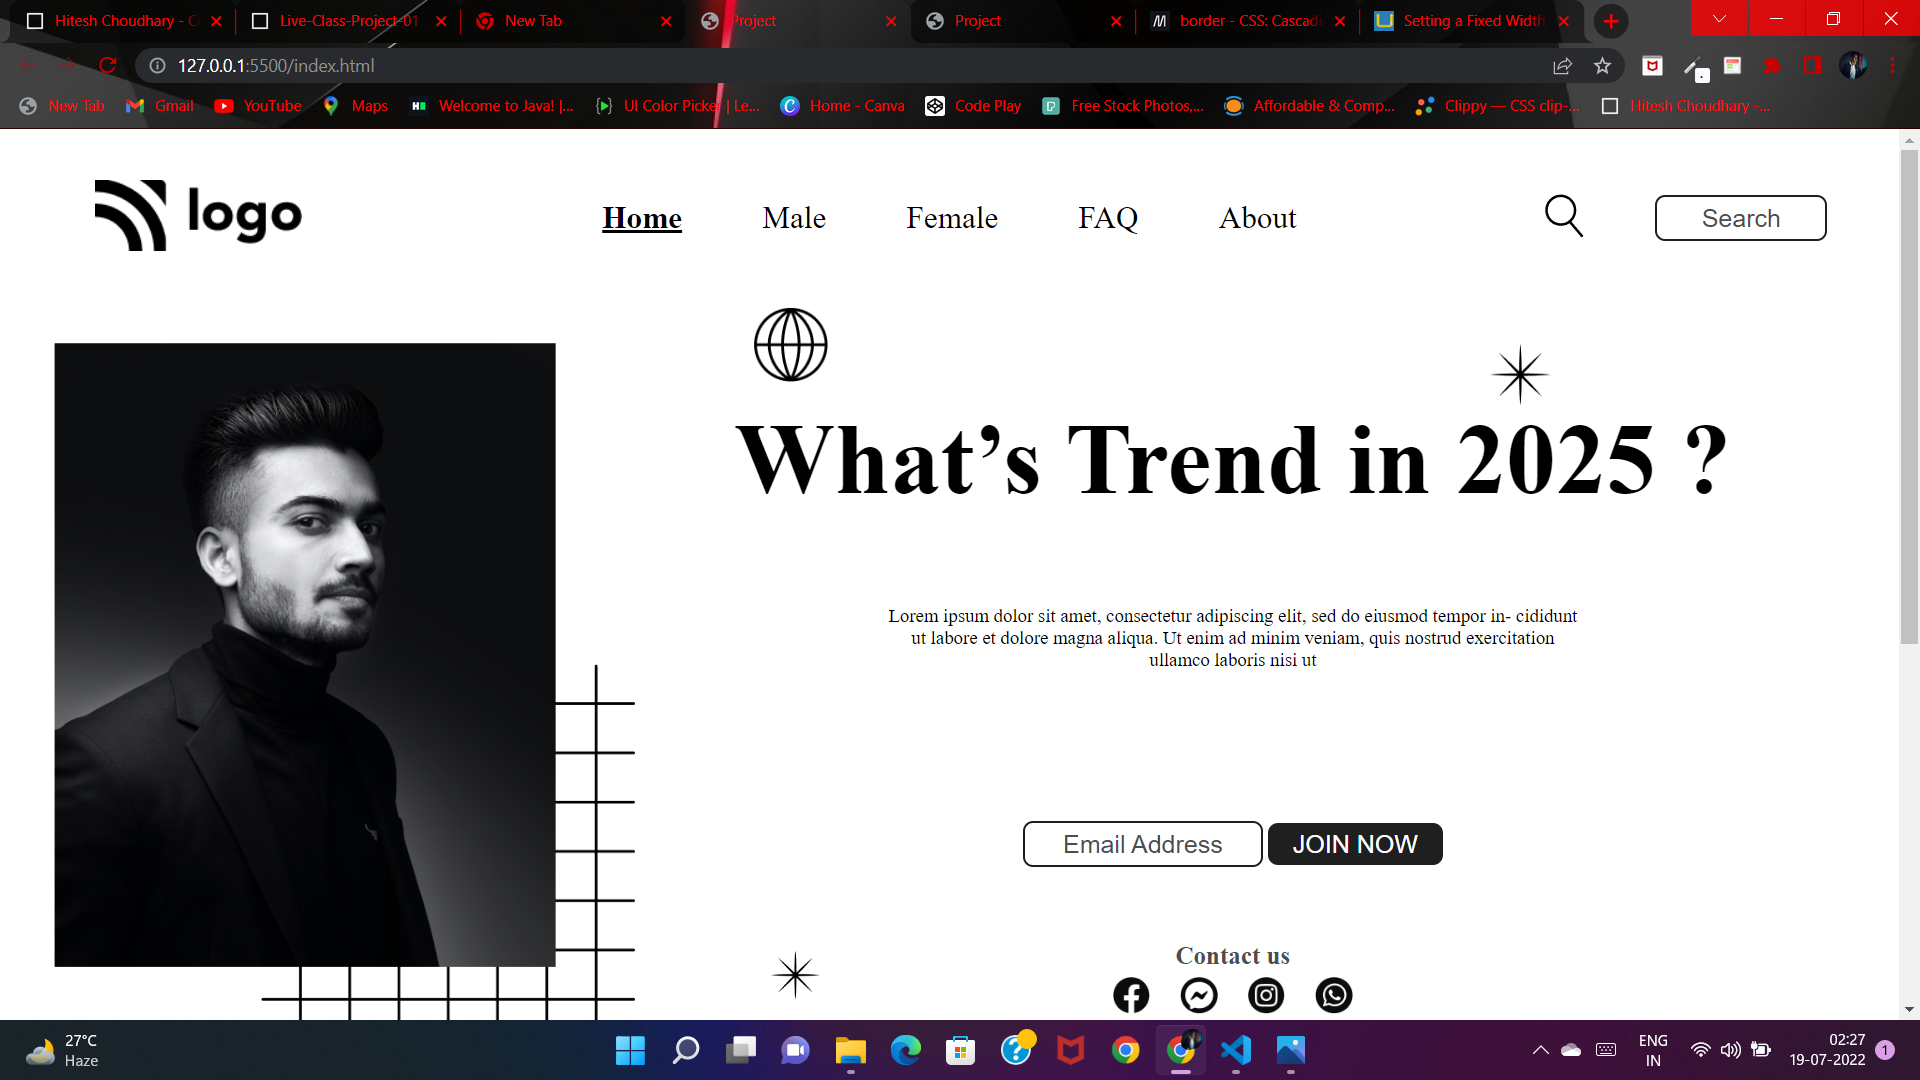 Hitesh Choudhary - C
Live-Class-Project-01
New Tab
Project
Project
border - CSS: Cascadi
Setting a Fixed Width
127.0.0.1:5500/index.html
New Tab
Gmail
YouTube
Maps
Welcome to Java! |...
UI Color Picker | Le...
Home - Canva
Code Play
Free Stock Photos,...
Affordable & Comp...
Clippy — CSS clip-...
Hitesh Choudhary -...
logo
Home
Male
Female
FAQ
About
Search
What’s Trend in 2025 ?
Lorem ipsum dolor sit amet, consectetur adipiscing elit, sed do eiusmod tempor in- cididunt
ut labore et dolore magna aliqua. Ut enim ad minim veniam, quis nostrud exercitation
ullamco laboris nisi ut
Email Address
JOIN NOW
Contact us
27°C
Haze
ENG
IN
02:27
19-07-2022
1